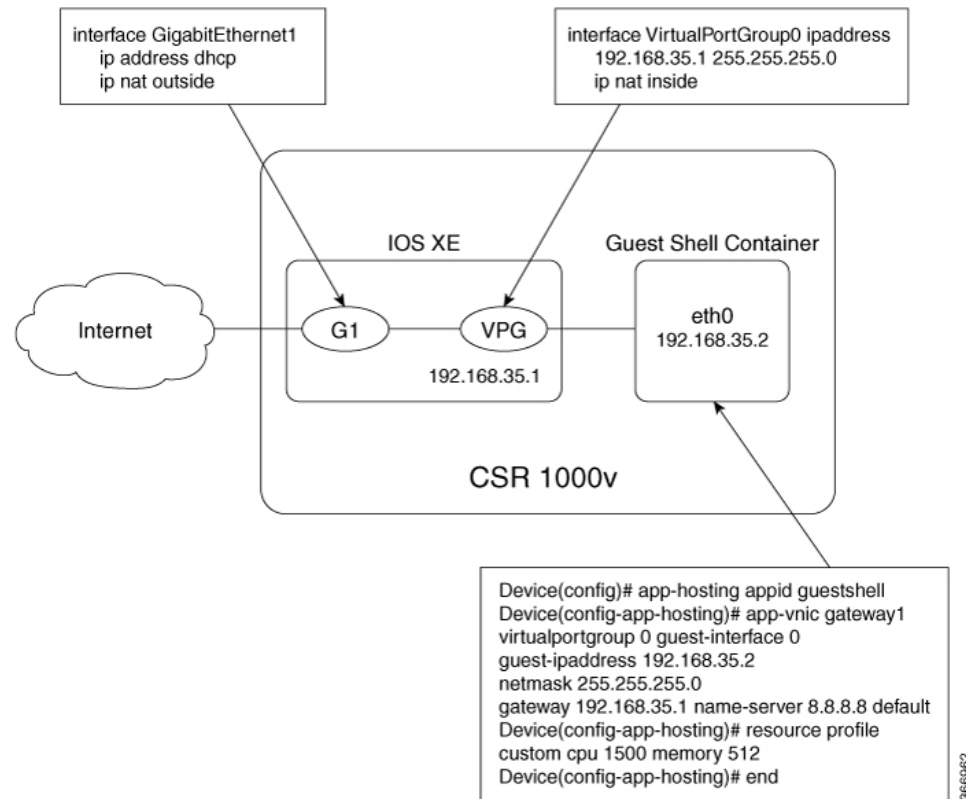 interface GigabitEthernet1
ip address dhcp
ip nat outside
interface VirtualPortGroup0 ipaddress
192.168.35.1 255.255.255.0
ip nat inside
IOS XE
Guest Shell Container
Internet
G1
VPG
192.168.35.1
eth0
192.168.35.2
CSR 1000v
Device(config)# app-hosting appid guestshell
Device(config-app-hosting)# app-vnic gateway1
virtualportgroup 0 guest-interface 0
guest-ipaddress 192.168.35.2
netmask 255.255.255.0
gateway 192.168.35.1 name-server 8.8.8.8 default
Device(config-app-hosting)# resource profile
custom cpu 1500 memory 512
Device(config-app-hosting)# end
366962